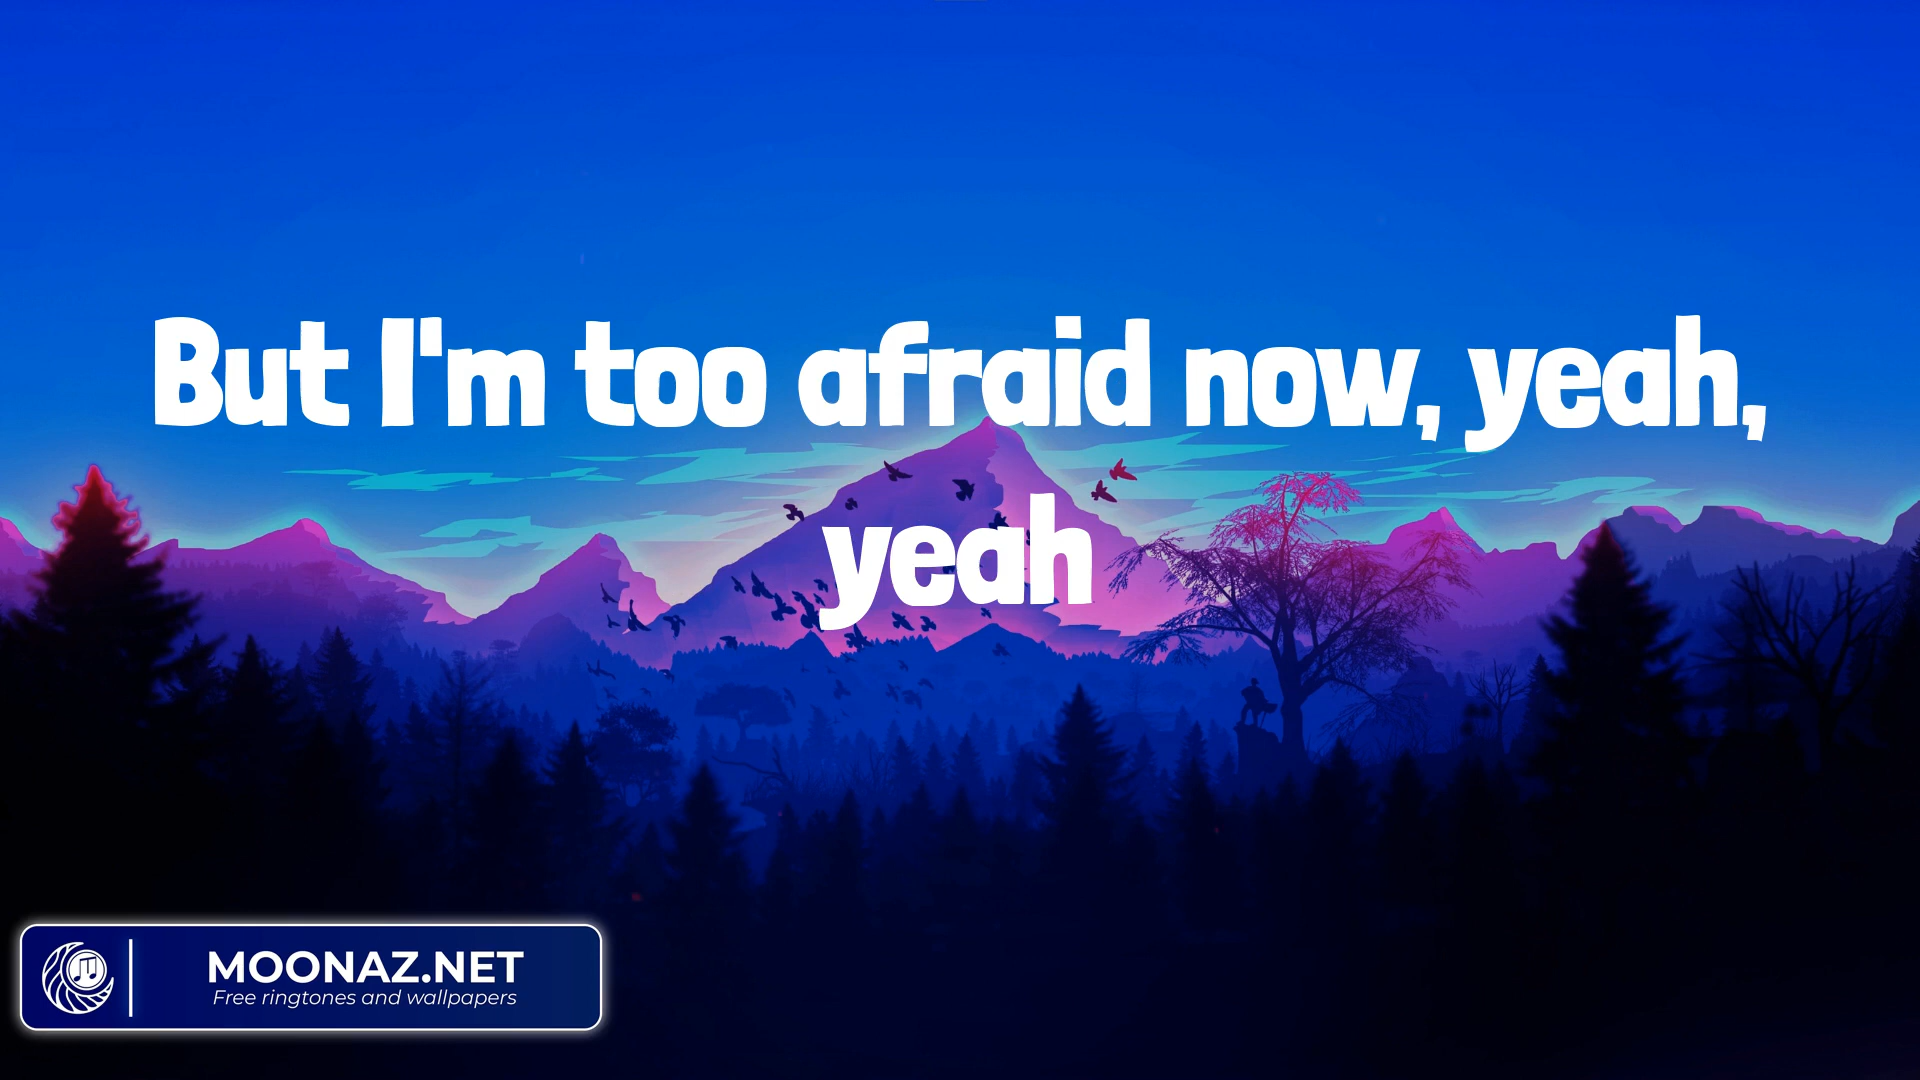 But I'm too afraid now, yeah,
yeah
MOONAZ.NET
Free ringtones and wallpapers